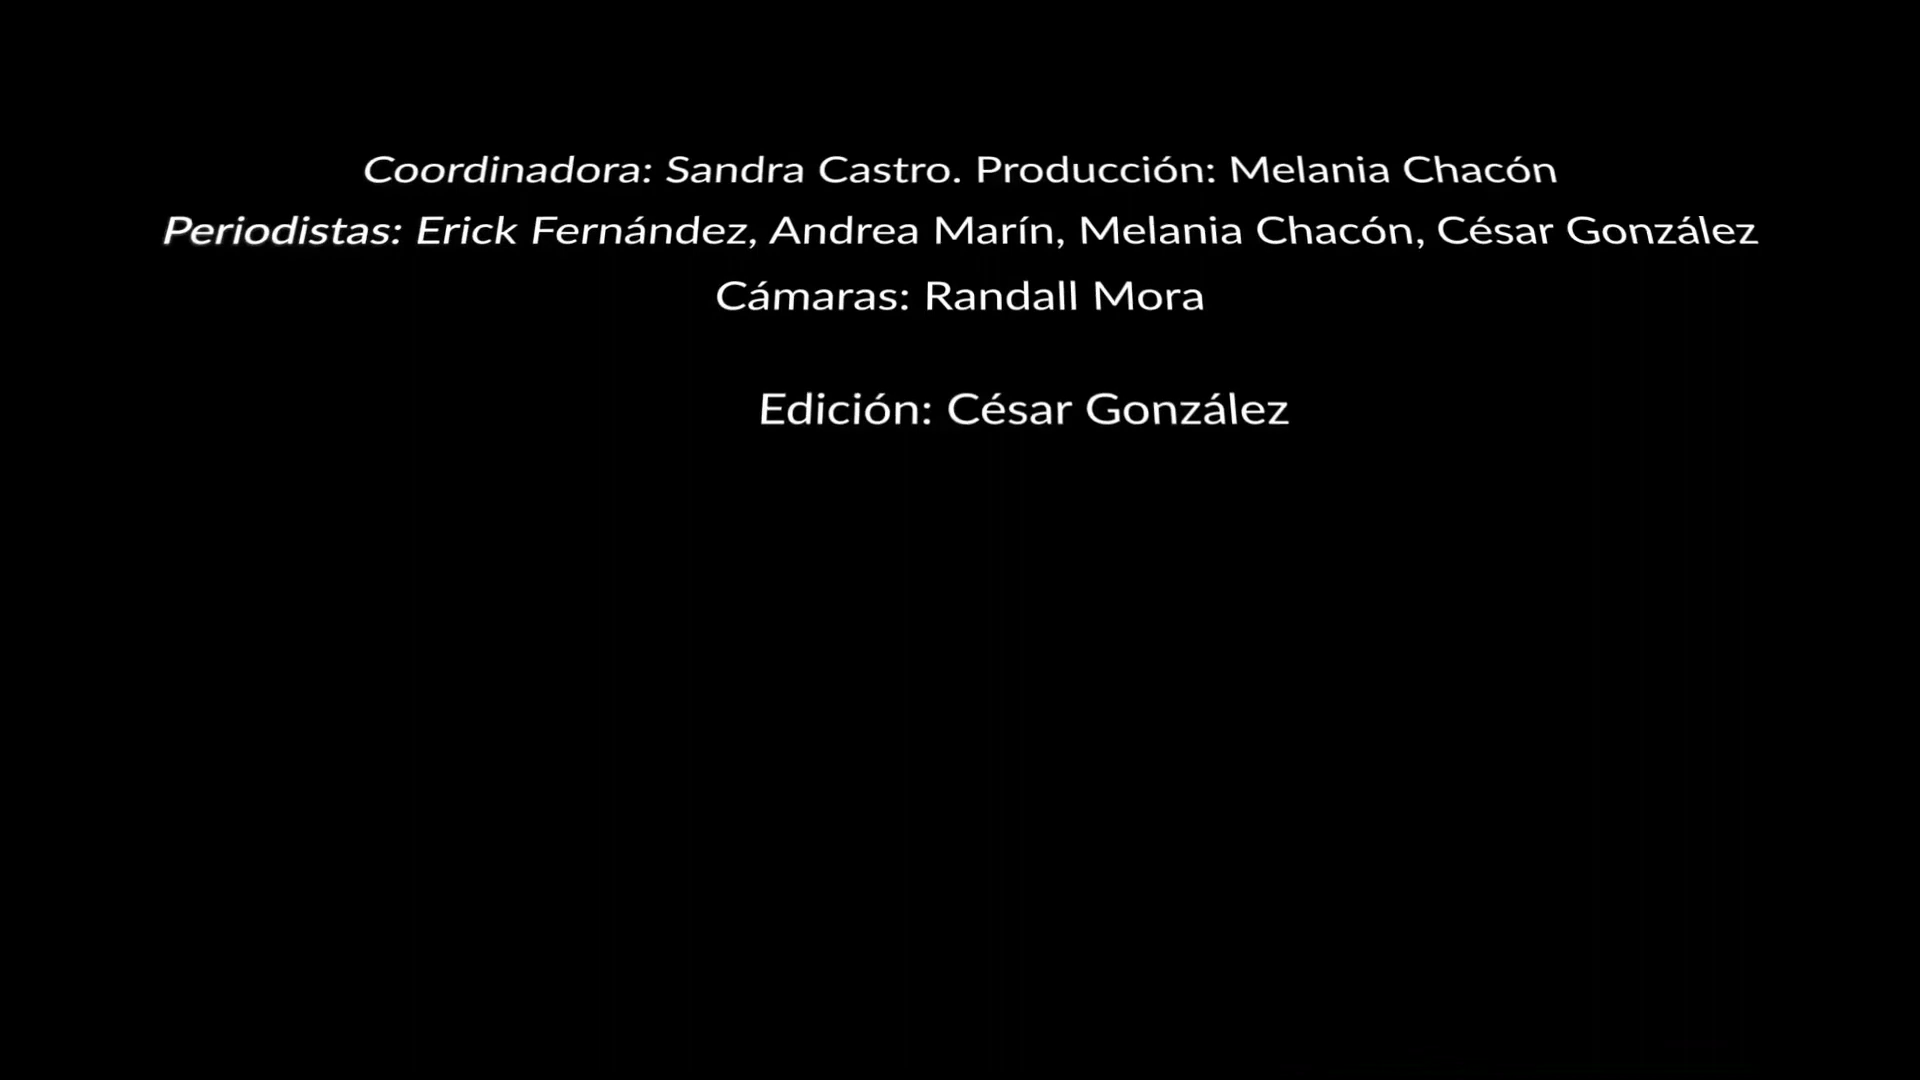 Coordinadora: Sandra Castro. Producción: Melania Chacón
Periodistas: Erick Fernández, Andrea Marín, Melania Chacón, César González
Cámaras: Randall Mora
Edición: César González